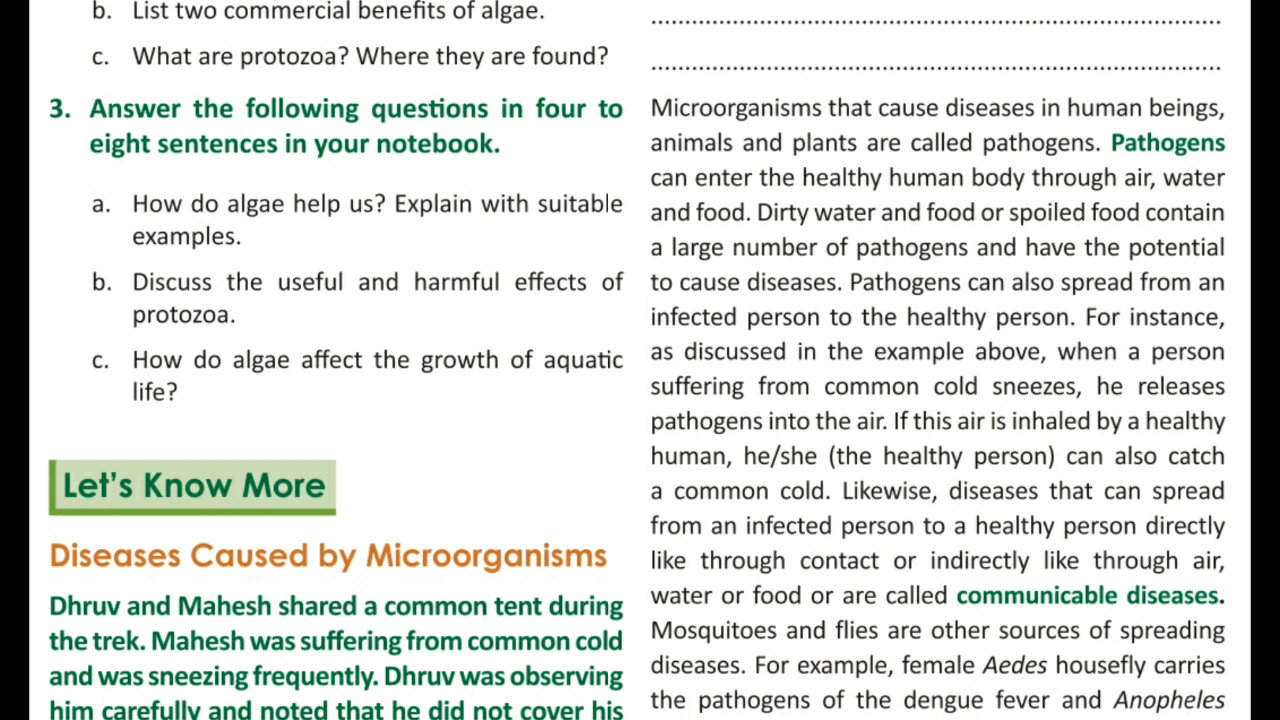 b. List two commercial benefits of algae.
c. What are protozoa? Where they are found?
3. Answer the following questions in four to
eight sentences in your notebook.
a. How do algae help us? Explain with suitable
examples.
b. Discuss the useful and harmful effects of
protozoa.
c. How do algae affect the growth of aquatic
life?
Let's Know More
Diseases Caused by Microorganisms
Dhruv and Mahesh shared a common tent during
the trek. Mahesh was suffering from common cold
and was sneezing frequently. Dhruv was observing
him carefully and noted that he did not cover his
................................................................................
................................................................................
Microorganisms that cause diseases in human beings,
animals and plants are called pathogens. Pathogens
can enter the healthy human body through air, water
and food. Dirty water and food or spoiled food contain
a large number of pathogens and have the potential
to cause diseases. Pathogens can also spread from an
infected person to the healthy person. For instance,
as discussed in the example above, when a person
suffering from common cold sneezes, he releases
pathogens into the air. If this air is inhaled by a healthy
human, he/she (the healthy person) can also catch
a common cold. Likewise, diseases that can spread
from an infected person to a healthy person directly
like through contact or indirectly like through air,
water or food or are called communicable diseases.
Mosquitoes and flies are other sources of spreading
diseases. For example, female Aedes housefly carries
the pathogens of the dengue fever and Anopheles